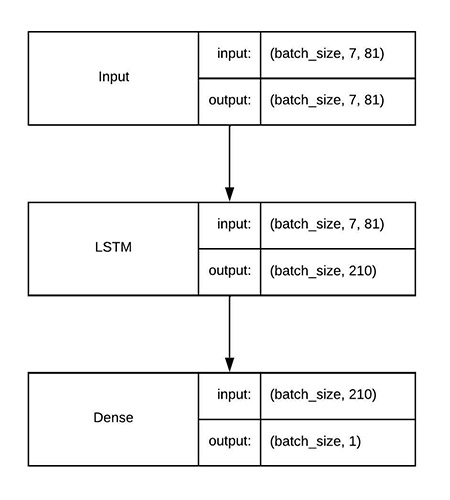 Input
input: (batch_size, 7, 81)
output: (batch_size, 7, 81)
LSTM
input: (batch_size, 7, 81)
output: (batch_size, 210)
Dense
input: (batch_size, 210)
output: (batch_size, 1)